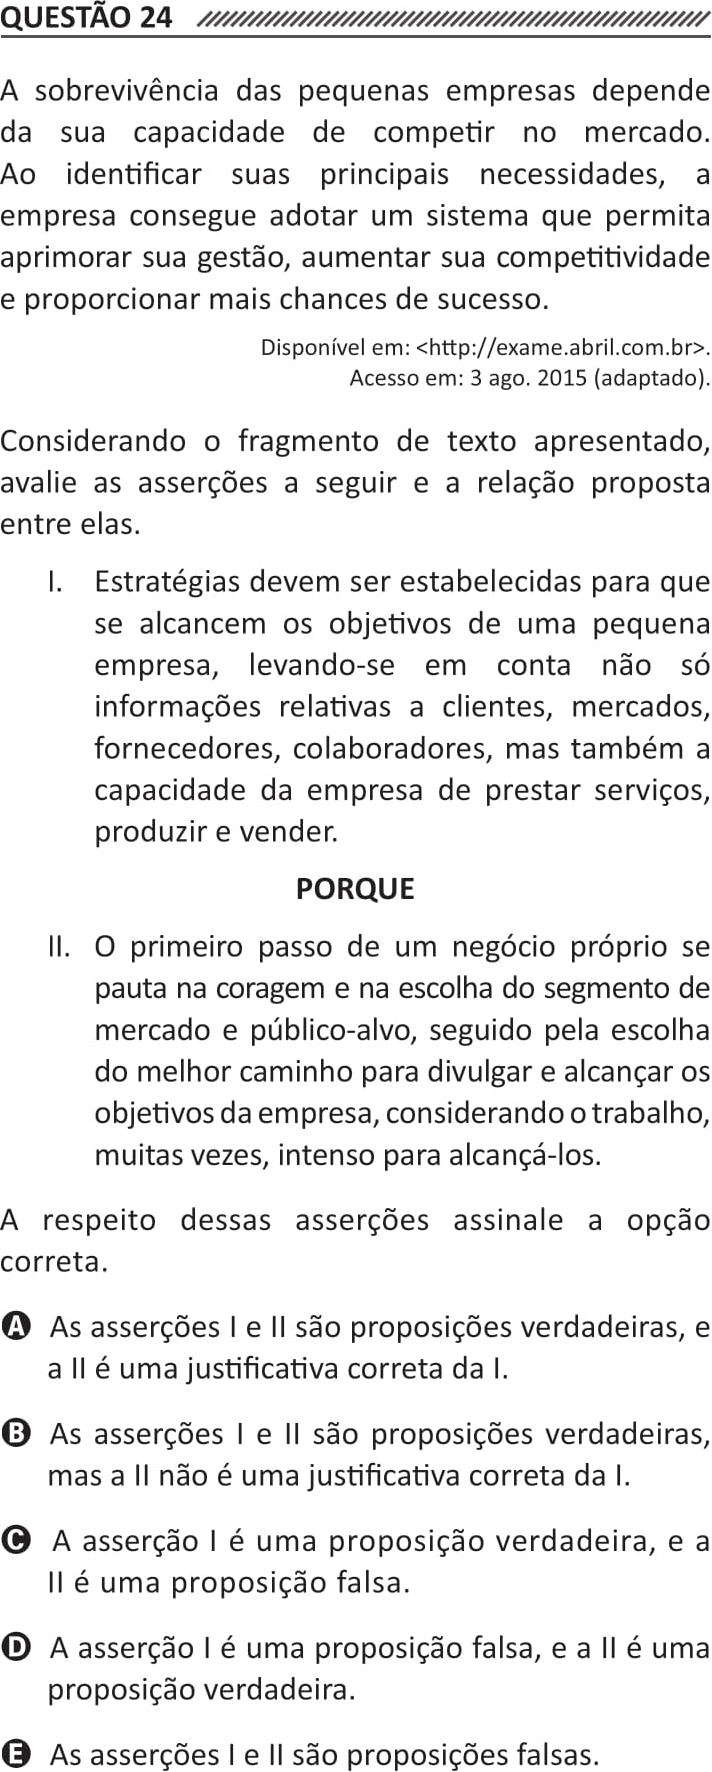 QUESTÃO 24
A sobrevivência das pequenas empresas depende
da sua capacidade de competir no mercado.
Ao identificar suas principais necessidades, a
empresa consegue adotar um sistema que permita
aprimorar sua gestão, aumentar sua competitividade
e proporcionar mais chances de sucesso.
Disponível em: <http://exame.abril.com.br>.
Acesso em: 3 ago. 2015 (adaptado).
Considerando o fragmento de texto apresentado,
avalie as asserções a seguir e a relação proposta
entre elas.
I. Estratégias devem ser estabelecidas para que
se alcancem os objetivos de uma pequena
empresa, levando-se em conta não só
informações relativas a clientes, mercados,
fornecedores, colaboradores, mas também a
capacidade da empresa de prestar serviços,
produzir e vender.
PORQUE
II. O primeiro passo de um negócio próprio se
pauta na coragem e na escolha do segmento de
mercado e público-alvo, seguido pela escolha
do melhor caminho para divulgar e alcançar os
objetivos da empresa, considerando o trabalho,
muitas vezes, intenso para alcançá-los.
A respeito dessas asserções assinale a opção
correta.
A As asserções I e II são proposições verdadeiras, e
a II é uma justificativa correta da I.
B As asserções I e II são proposições verdadeiras,
mas a II não é uma justificativa correta da I.
C A asserção I é uma proposição verdadeira, e a
II é uma proposição falsa.
D A asserção I é uma proposição falsa, e a II é uma
proposição verdadeira.
E As asserções I e II são proposições falsas.